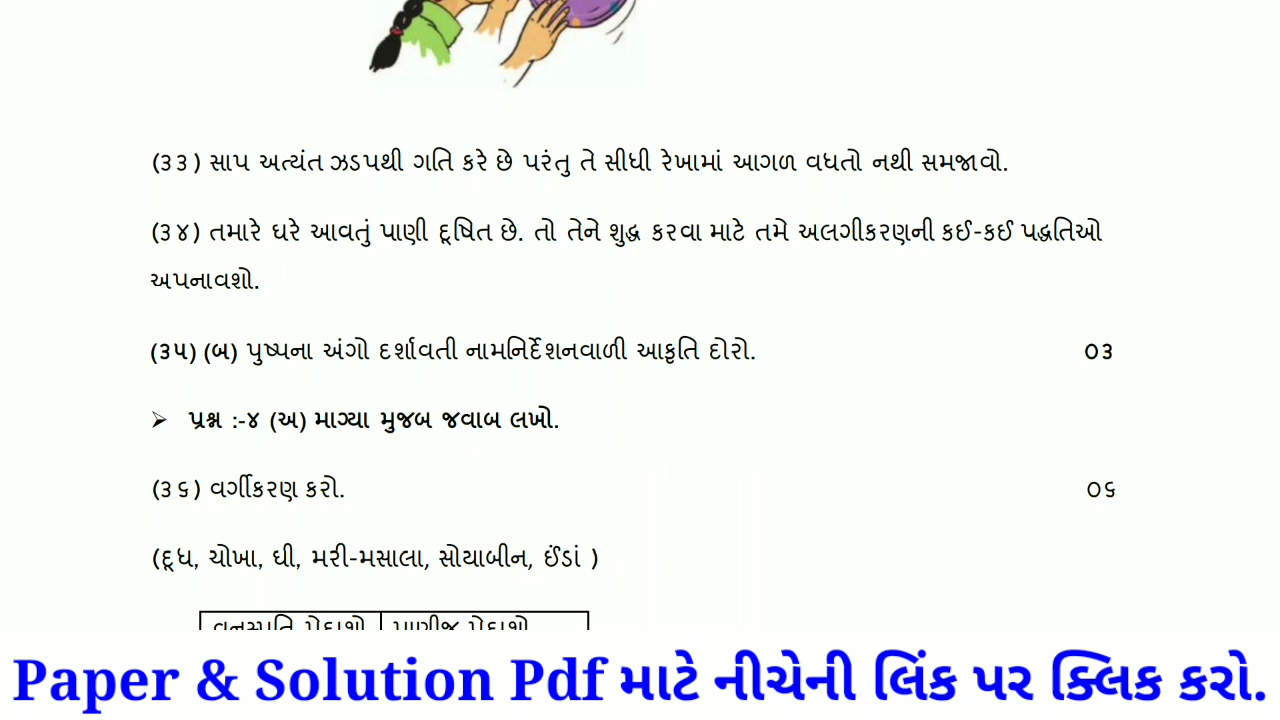 (૩૩) સાપ અત્યંત ઝડપથી ગતિ કરે છે પરંતુ તે સીધી રેખામાં આગળ વધતો નથી સમજાવો.
(૩૪) તમારે ઘરે આવતું પાણી દૂષિત છે. તો તેને શુદ્ધ કરવા માટે તમે અલગીકરણની કઈ-કઈ પદ્ધતિઓ
અપનાવશો.
(૩૫) (બ) પુષ્પના અંગો દર્શાવતી નામનિર્દેશનવાળી આકૃતિ દોરો. ૦૩
➢ પ્રશ્ન :-૪ (અ) માગ્યા મુજબ જવાબ લખો.
(૩૬) વર્ગીકરણ કરો. ૦૬
(દૂધ, ચોખા, ઘી, મરી-મસાલા, સોયાબીન, ઈંડાં )
વનસ્પતિ પેદાશો પ્રાણીજ પેદાશો
Paper & Solution Pdf માટે નીચેની લિંક પર ક્લિક કરો.